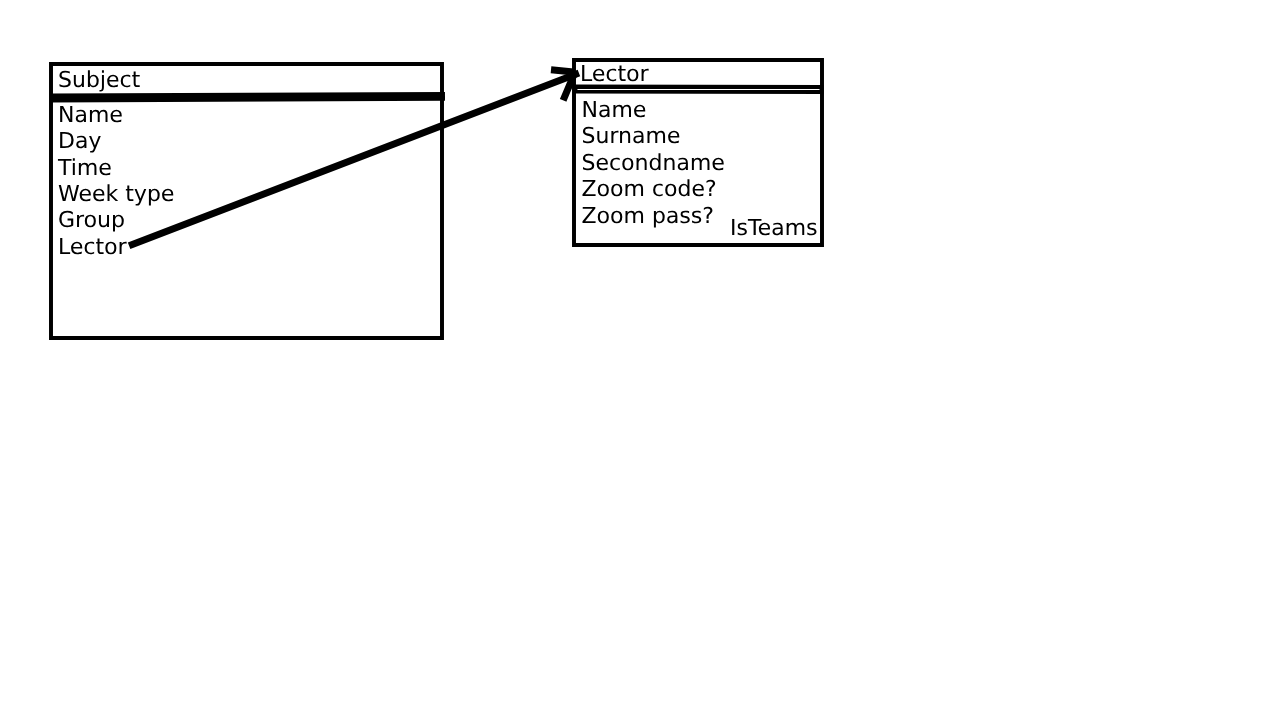 Subject
Name
Day
Time
Week type
Group
Lector
Lector
Name
Surname
Secondname
Zoom code?
Zoom pass?
IsTeams